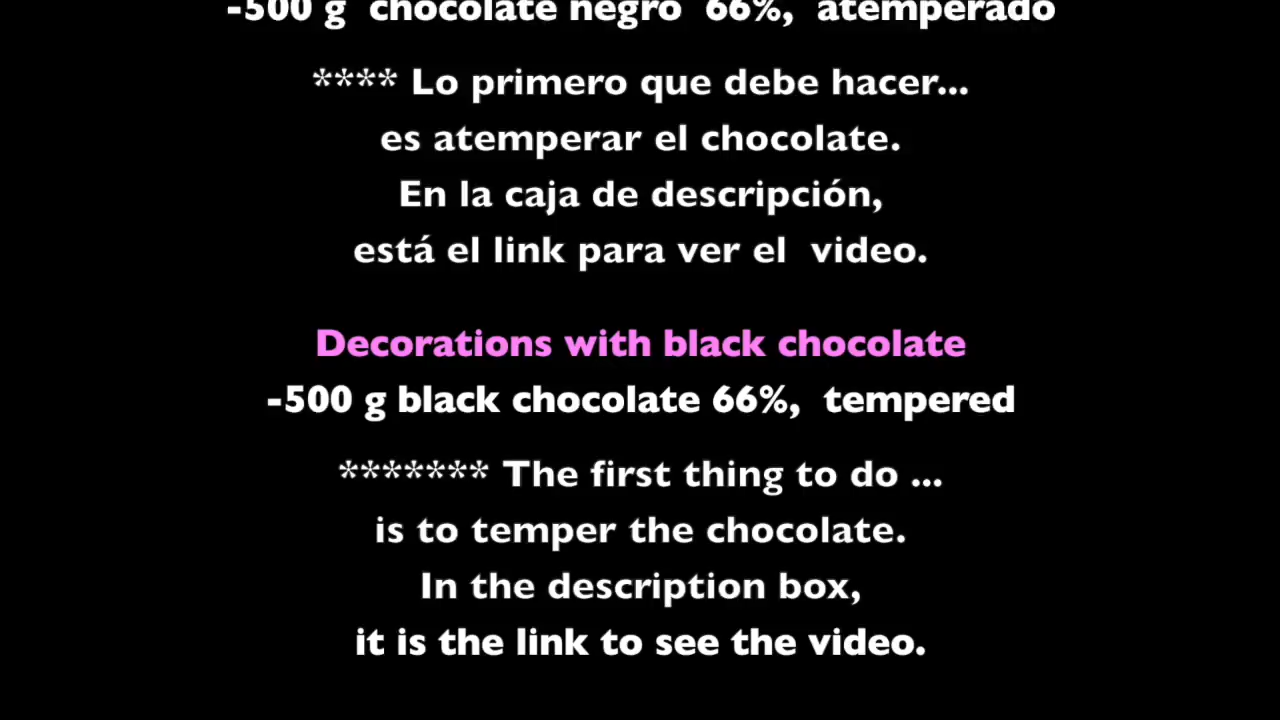 -500 g chocolate negro 66%, atemperado
**** Lo primero que debe hacer...
es atemperar el chocolate.
En la caja de descripción,
está el link para ver el video.
Decorations with black chocolate
-500 g black chocolate 66%, tempered
******* The first thing to do ...
is to temper the chocolate.
In the description box,
it is the link to see the video.